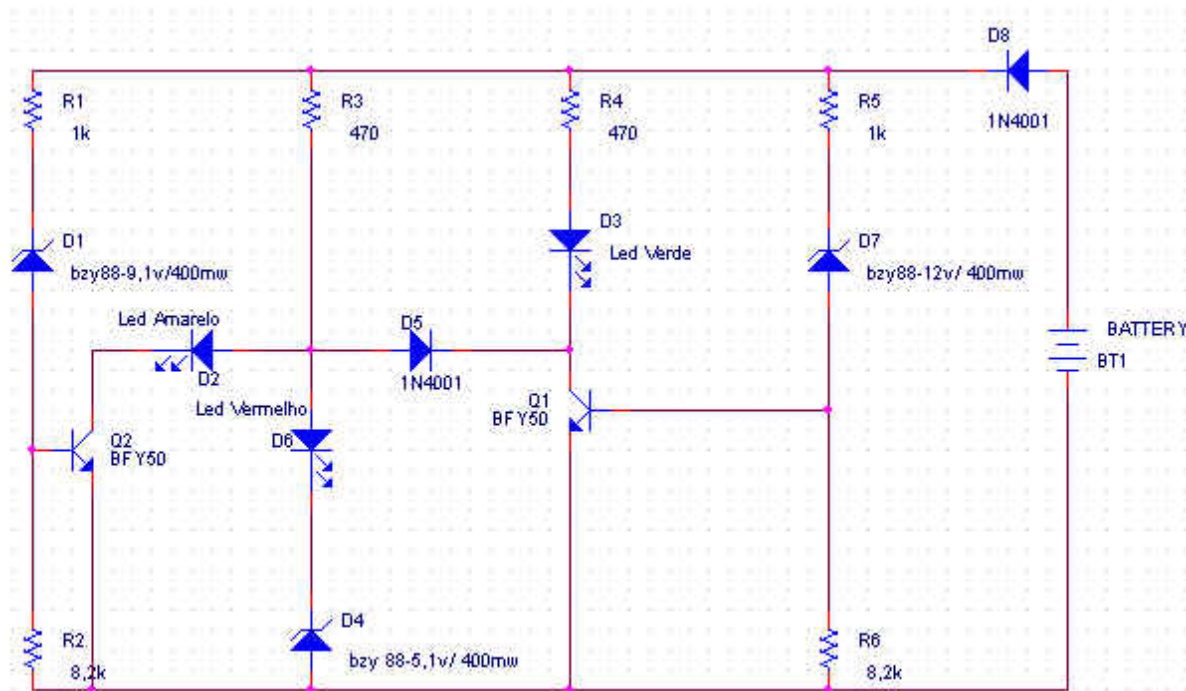 D8
1N4001
R1
1k
R3
470
R4
470
R5
1k
D1
bzy88-9,1v/400mw
D3
Led Verde
D7
bzy88-12v/ 400mw
Led Amarelo
D2
D5
1N4001
BATTERY
BT1
Led Vermelho
D6
Q1
BFY50
Q2
BFY50
D4
bzy 88-5,1v/ 400mw
R2
8,2k
R6
8,2k